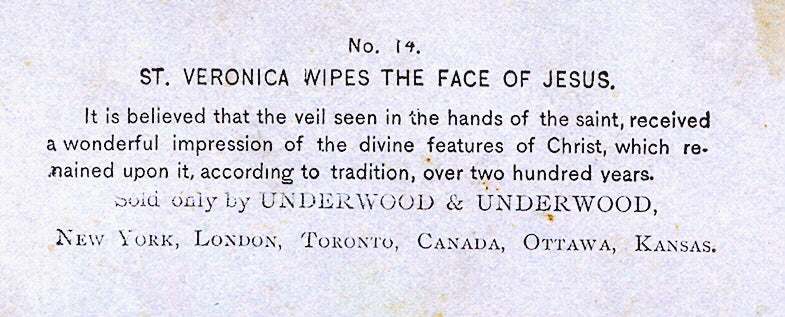 No. 14.
ST. VERONICA WIPES THE FACE OF JESUS.
It is believed that the veil seen in the hands of the saint, received
a wonderful impression of the divine features of Christ, which re-
mained upon it, according to tradition, over two hundred years.
Sold only by UNDERWOOD & UNDERWOOD,
NEW YORK, LONDON, TORONTO, CANADA, OTTAWA, KANSAS.